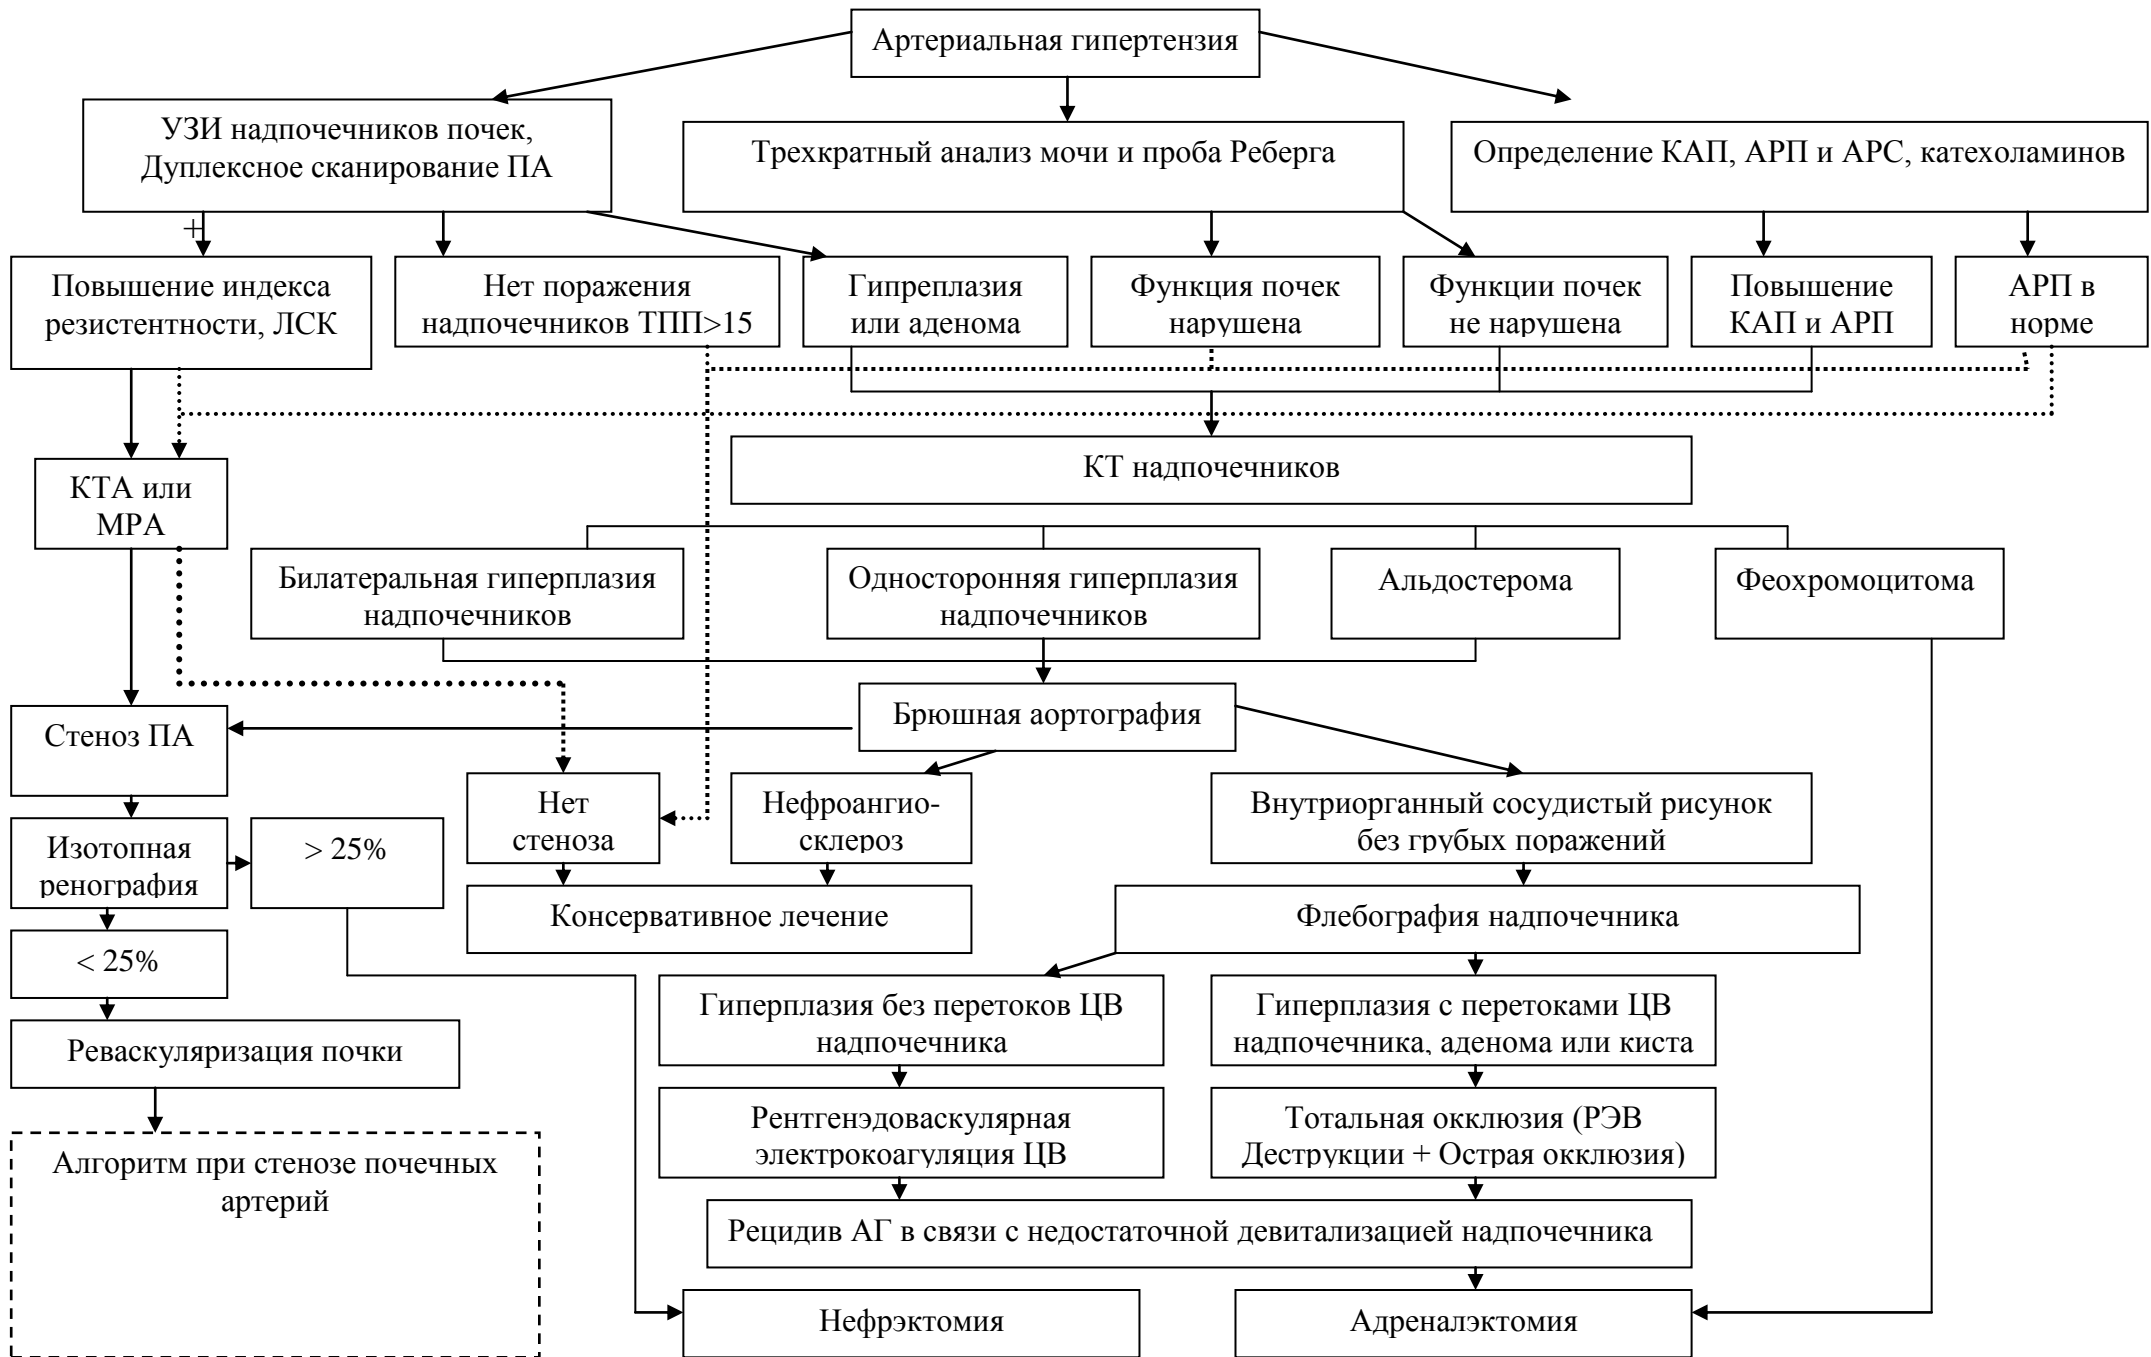 Артериальная гипертензия
УЗИ надпочечников почек,
Дуплексное сканирование ПА
Трехкратный анализ мочи и проба Реберга
Определение КАП, АРП и АРС, катехоламинов
+
Повышение индекса
резистентности, ЛСК
Нет поражения
надпочечников ТПП>15
Гипреплазия
или аденома
Функция почек
нарушена
Функции почек
не нарушена
Повышение
КАП и АРП
АРП в
норме
КТА или
МРА
КТ надпочечников
Билатеральная гиперплазия
надпочечников
Односторонняя гиперплазия
надпочечников
Альдостерома
Феохромоцитома
Стеноз ПА
Брюшная аортография
Нет
стеноза
Нефроангио-
склероз
Внутриорганный сосудистый рисунок
без грубых поражений
Изотопная
ренография
> 25%
Консервативное лечение
Флебография надпочечника
< 25%
Гиперплазия без перетоков ЦВ
надпочечника
Гиперплазия с перетоками ЦВ
надпочечника, аденома или киста
Реваскуляризация почки
Рентгенэдоваскулярная
электрокоагуляция ЦВ
Тотальная окклюзия (РЭВ
Деструкции + Острая окклюзия)
Алгоритм при стенозе почечных
артерий
Рецидив АГ в связи с недостаточной девитализацией надпочечника
Нефрэктомия
Адреналэктомия